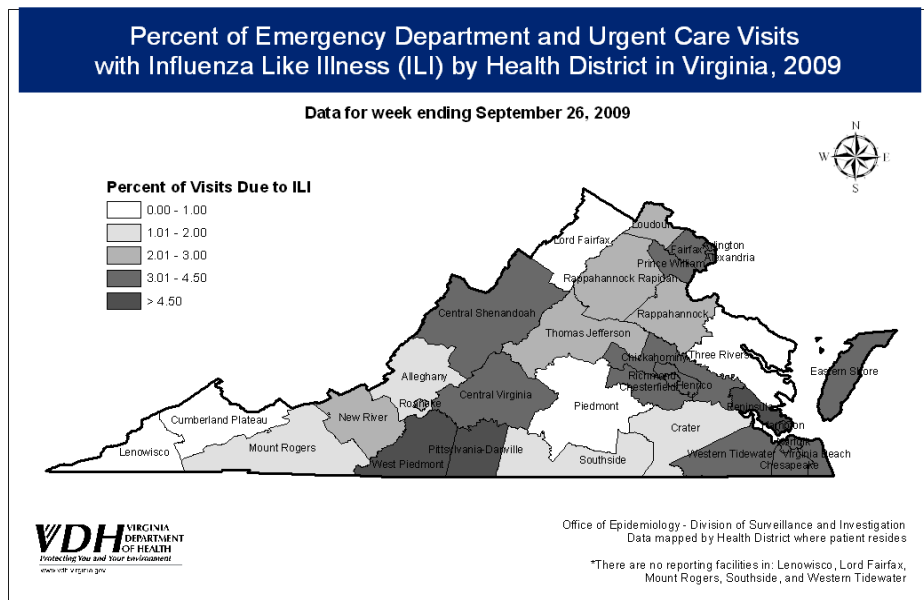 Percent of Emergency Department and Urgent Care Visits
with Influenza Like Illness (ILI) by Health District in Virginia, 2009
Data for week ending September 26, 2009
N
W E
S
Percent of Visits Due to ILI
0.00 - 1.00
1.01 - 2.00
2.01 - 3.00
3.01 - 4.50
> 4.50
Loudoun
Lord Fairfax
Fairfax
Arlington
Alexandria
Prince William
Rappahannock Rapidan
Central Shenandoah
Rappahannock
Thomas Jefferson
Chickahominy
Three Rivers
Alleghany
Richmond
Eastern Shore
Chesterfield
Henrico
Roanoke
Central Virginia
Piedmont
Peninsula
Cumberland Plateau
New River
Hampton
Crater
Lenowisco
Mount Rogers
Pittsylvania-Danville
West Piedmont
Southside
Western Tidewater
Virginia Beach
Chesapeake
VDH VIRGINIA
DEPARTMENT
OF HEALTH
Protecting You and Your Environment
www.vdh.virginia.gov
Office of Epidemiology - Division of Surveillance and Investigation
Data mapped by Health District where patient resides
*There are no reporting facilities in: Lenowisco, Lord Fairfax,
Mount Rogers, Southside, and Western Tidewater